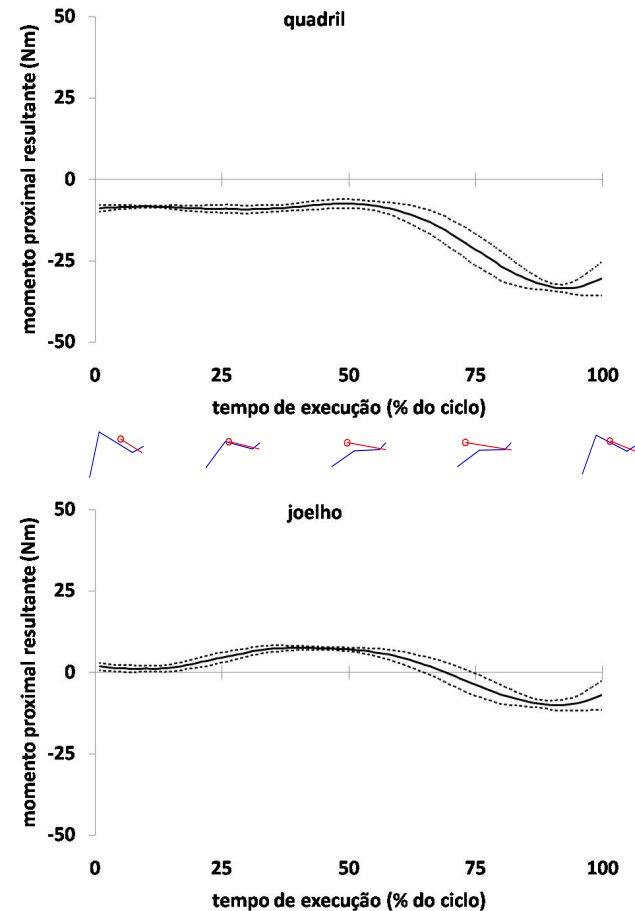 quadril
momento proximal resultante (Nm)
50
25
0
-25
-50
0 25 50 75 100
tempo de execução (% do ciclo)
joelho
momento proximal resultante (Nm)
50
25
0
-25
-50
0 25 50 75 100
tempo de execução (% do ciclo)